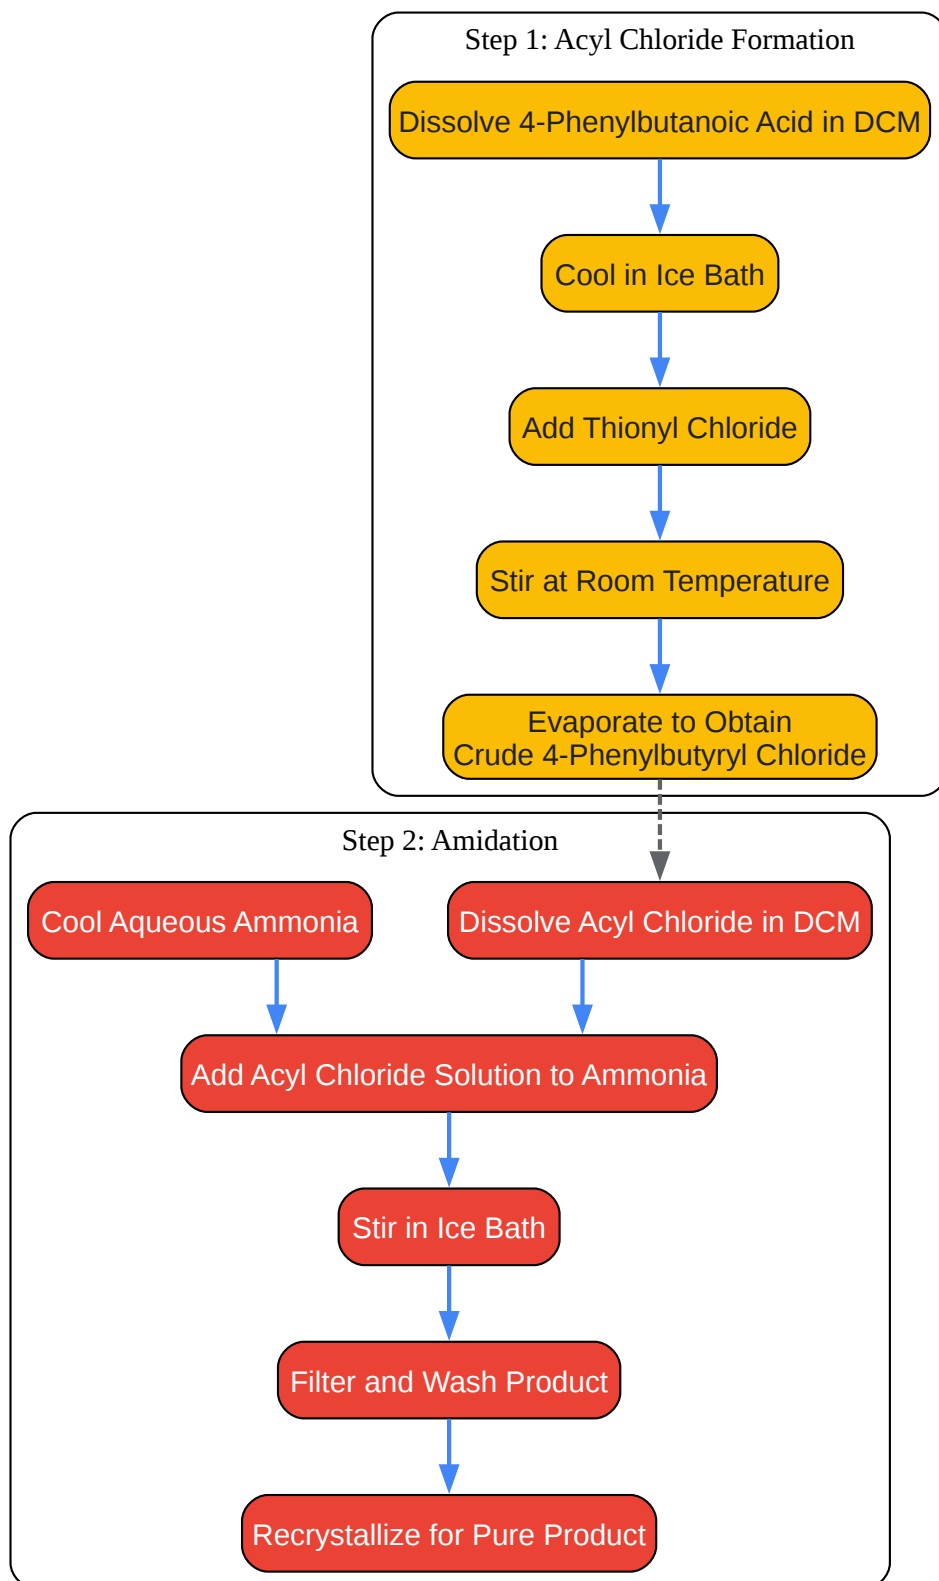 Step 1: Acyl Chloride Formation
Dissolve 4-Phenylbutanoic Acid in DCM
Cool in Ice Bath
Add Thionyl Chloride
Stir at Room Temperature
Evaporate to Obtain
Crude 4-Phenylbutyryl Chloride
Step 2: Amidation
Cool Aqueous Ammonia
Dissolve Acyl Chloride in DCM
Add Acyl Chloride Solution to Ammonia
Stir in Ice Bath
Filter and Wash Product
Recrystallize for Pure Product